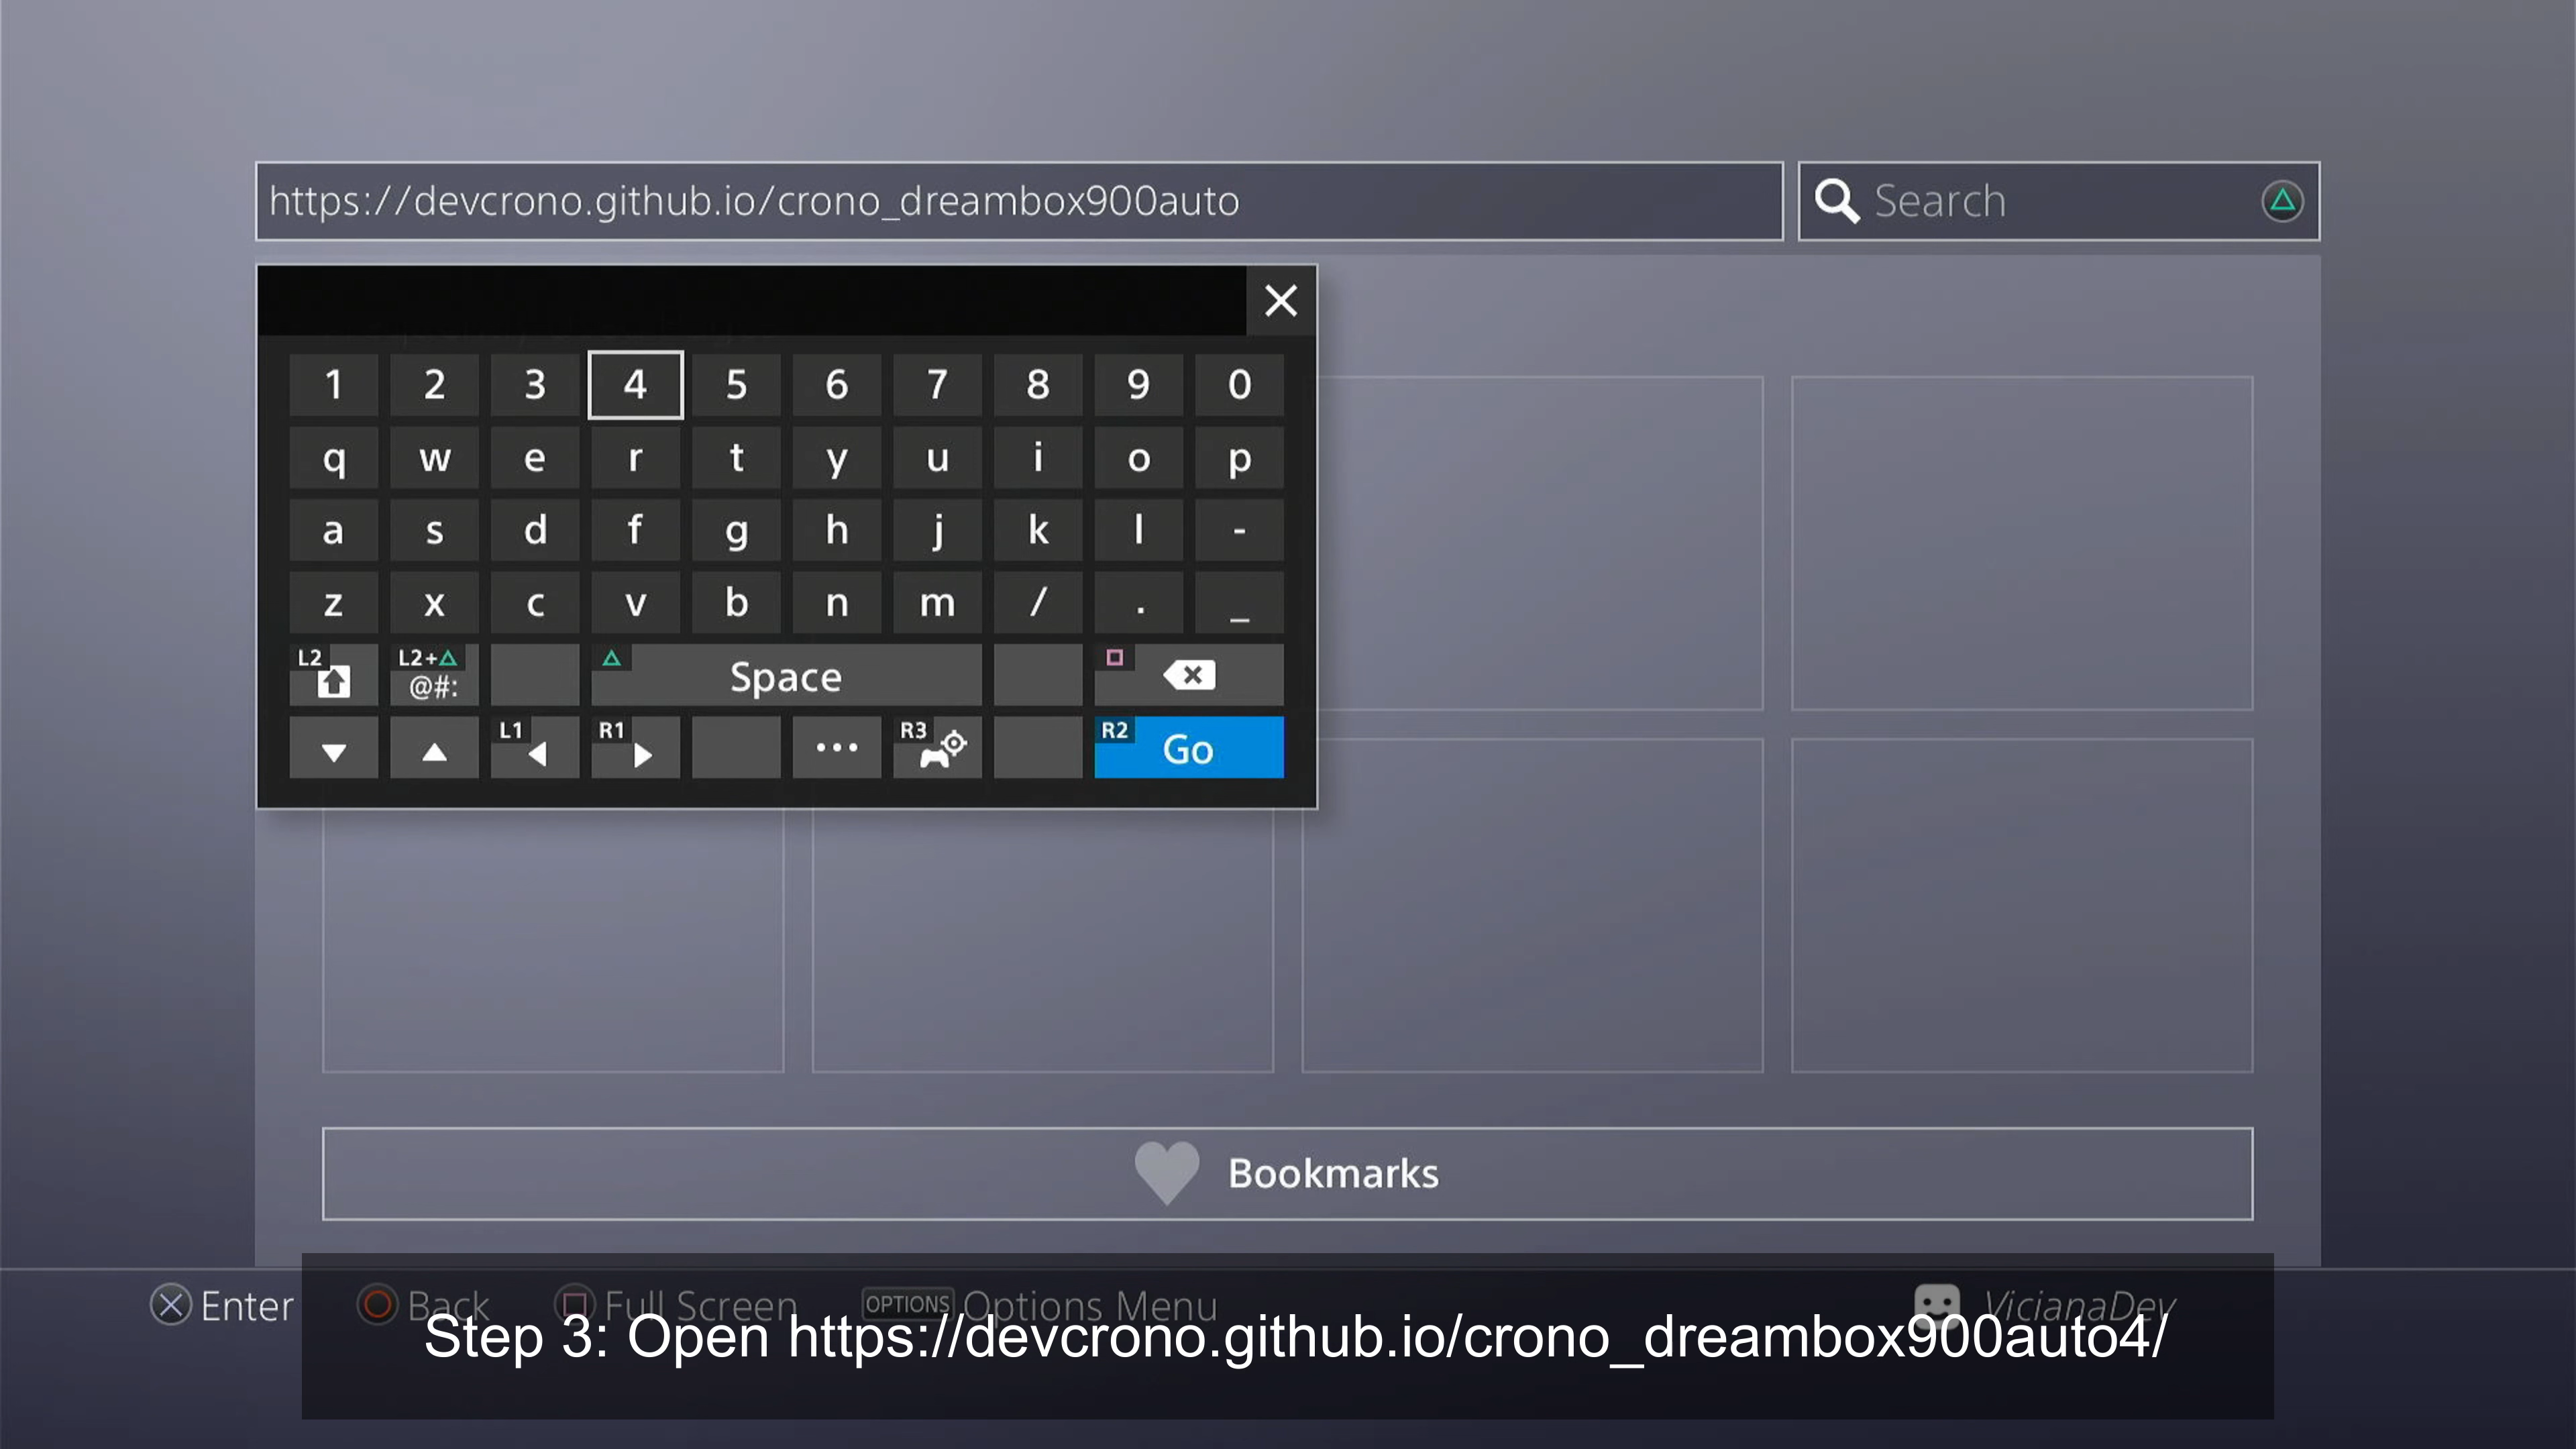 https://devcrono.github.io/crono_dreambox900auto
Search
1 2 3 4 5 6 7 8 9 0
q w e r t y u i o p
a s d f g h j k l -
z x c v b n m / . _
L2 L2+△ @#: △ Space
L1 R1 ••• R3 R2 Go
Bookmarks
Enter Back Full Screen OPTIONS Options Menu VicianaDev
Step 3: Open https://devcrono.github.io/crono_dreambox900auto4/